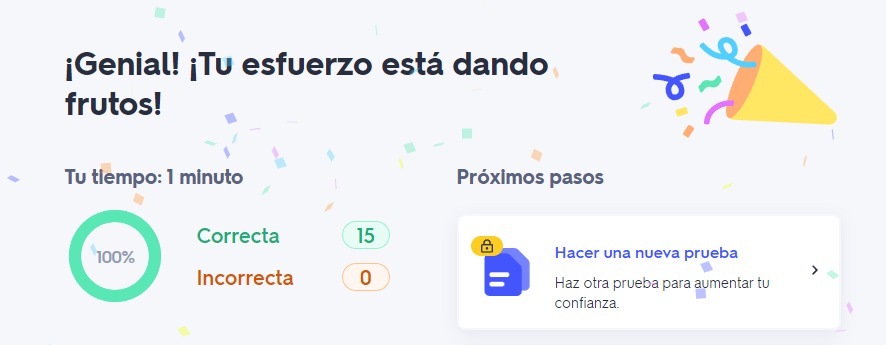 ¡Genial! ¡Tu esfuerzo está dando
frutos!
Tu tiempo: 1 minuto
100%
Correcta 15
Incorrecta 0
Próximos pasos
Hacer una nueva prueba
Haz otra prueba para aumentar tu
confianza.